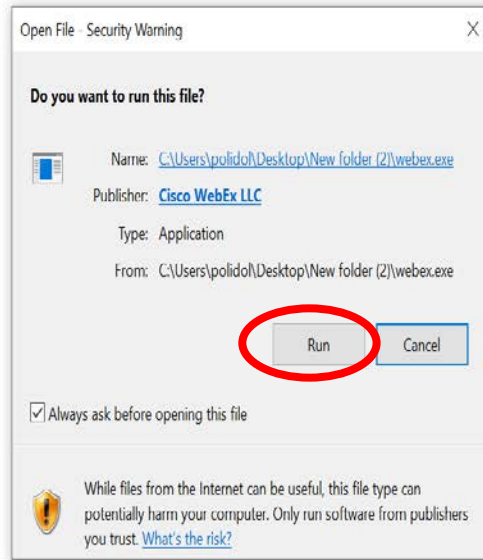 Open File - Security Warning
Do you want to run this file?
Name: C:\Users\polidol\Desktop\New folder (2)\webex.exe
Publisher: Cisco WebEx LLC
Type: Application
From: C:\Users\polidol\Desktop\New folder (2)\webex.exe
Run Cancel
Always ask before opening this file
While files from the Internet can be useful, this file type can
potentially harm your computer. Only run software from publishers
you trust. What's the risk?